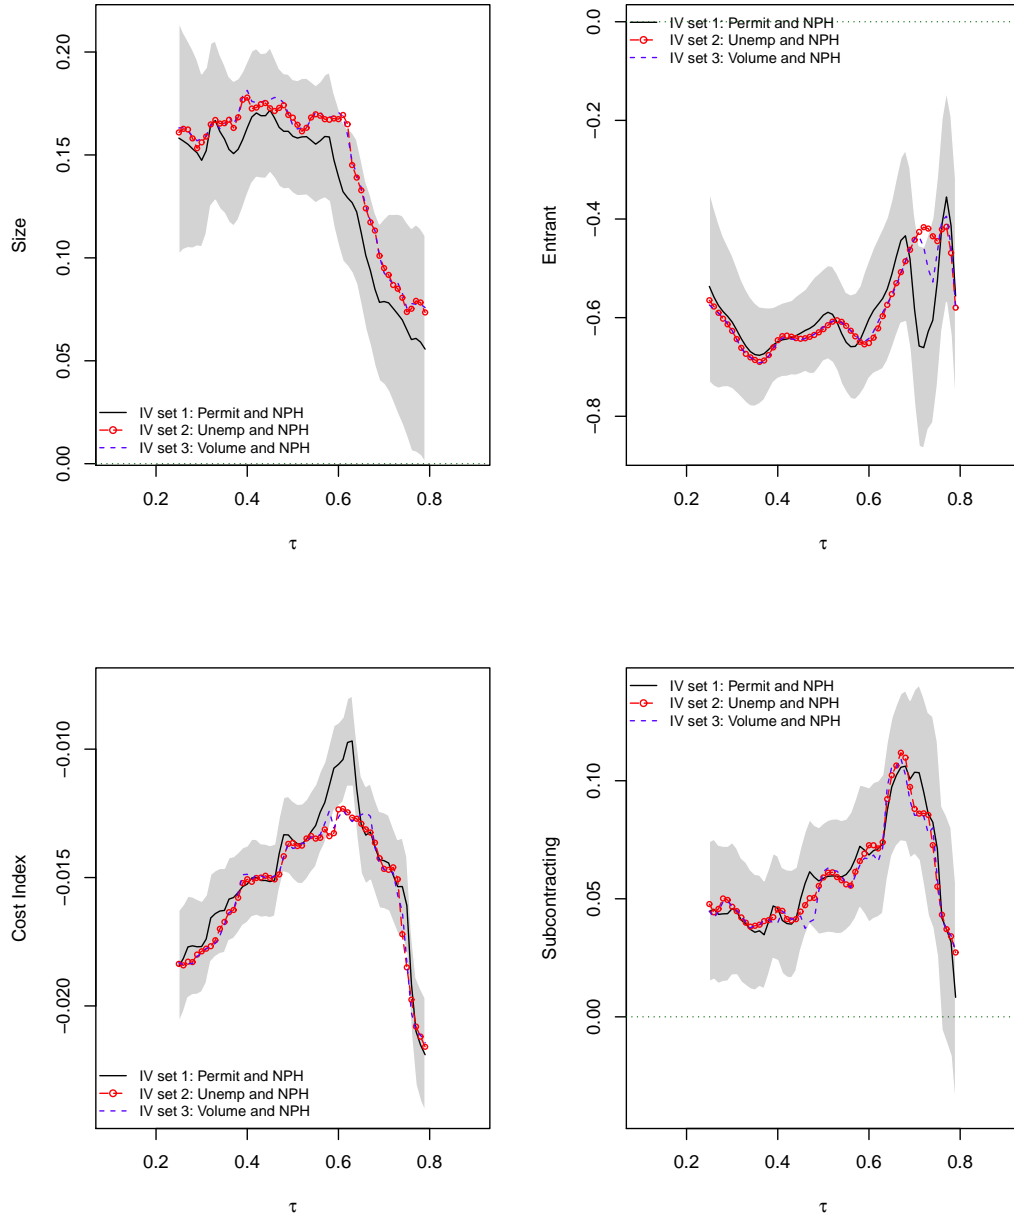 0.20
0.15
0.10
0.05
0.00
Size
IV set 1: Permit and NPH
IV set 2: Unemp and NPH
IV set 3: Volume and NPH
0.2 0.4 0.6 0.8
τ
0.0
−0.2
−0.4
−0.6
−0.8
Entrant
IV set 1: Permit and NPH
IV set 2: Unemp and NPH
IV set 3: Volume and NPH
0.2 0.4 0.6 0.8
τ
−0.010
−0.015
−0.020
Cost Index
IV set 1: Permit and NPH
IV set 2: Unemp and NPH
IV set 3: Volume and NPH
0.2 0.4 0.6 0.8
τ
0.10
0.05
0.00
Subcontracting
IV set 1: Permit and NPH
IV set 2: Unemp and NPH
IV set 3: Volume and NPH
0.2 0.4 0.6 0.8
τ